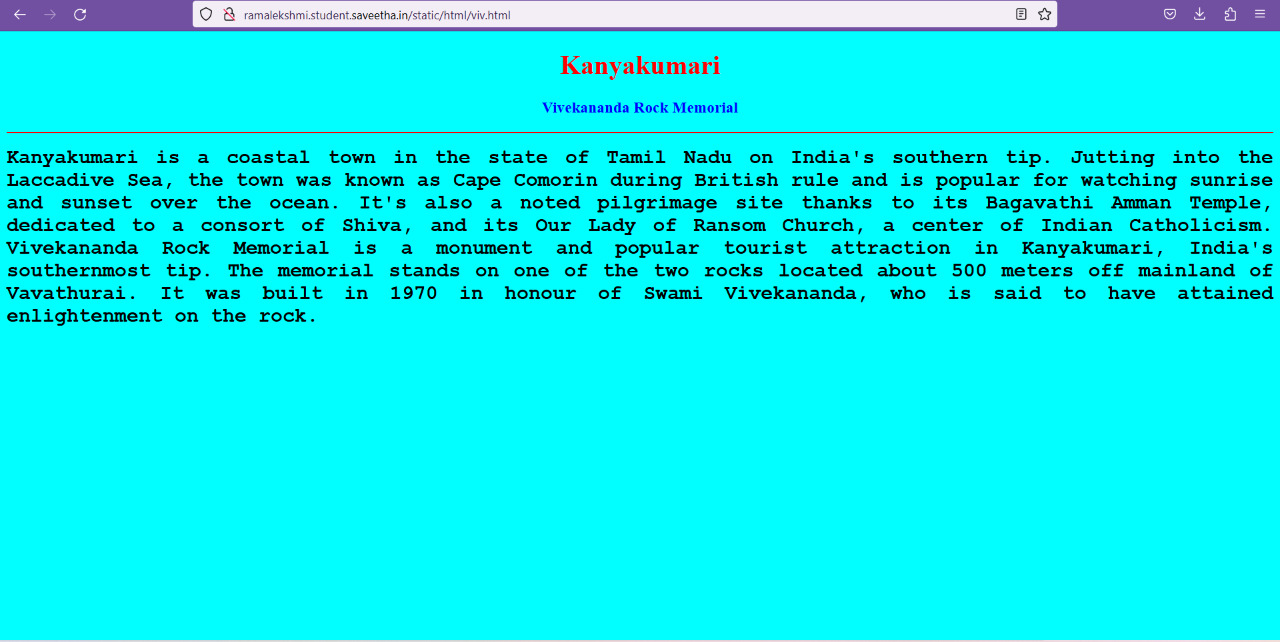 ramalekshmi.student.saveetha.in/static/html/viv.html
Kanyakumari
Vivekananda Rock Memorial
Kanyakumari is a coastal town in the state of Tamil Nadu on India's southern tip. Jutting into the
Laccadive Sea, the town was known as Cape Comorin during British rule and is popular for watching sunrise
and sunset over the ocean. It's also a noted pilgrimage site thanks to its Bagavathi Amman Temple,
dedicated to a consort of Shiva, and its Our Lady of Ransom Church, a center of Indian Catholicism.
Vivekananda Rock Memorial is a monument and popular tourist attraction in Kanyakumari, India's
southernmost tip. The memorial stands on one of the two rocks located about 500 meters off mainland of
Vavathurai. It was built in 1970 in honour of Swami Vivekananda, who is said to have attained
enlightenment on the rock.